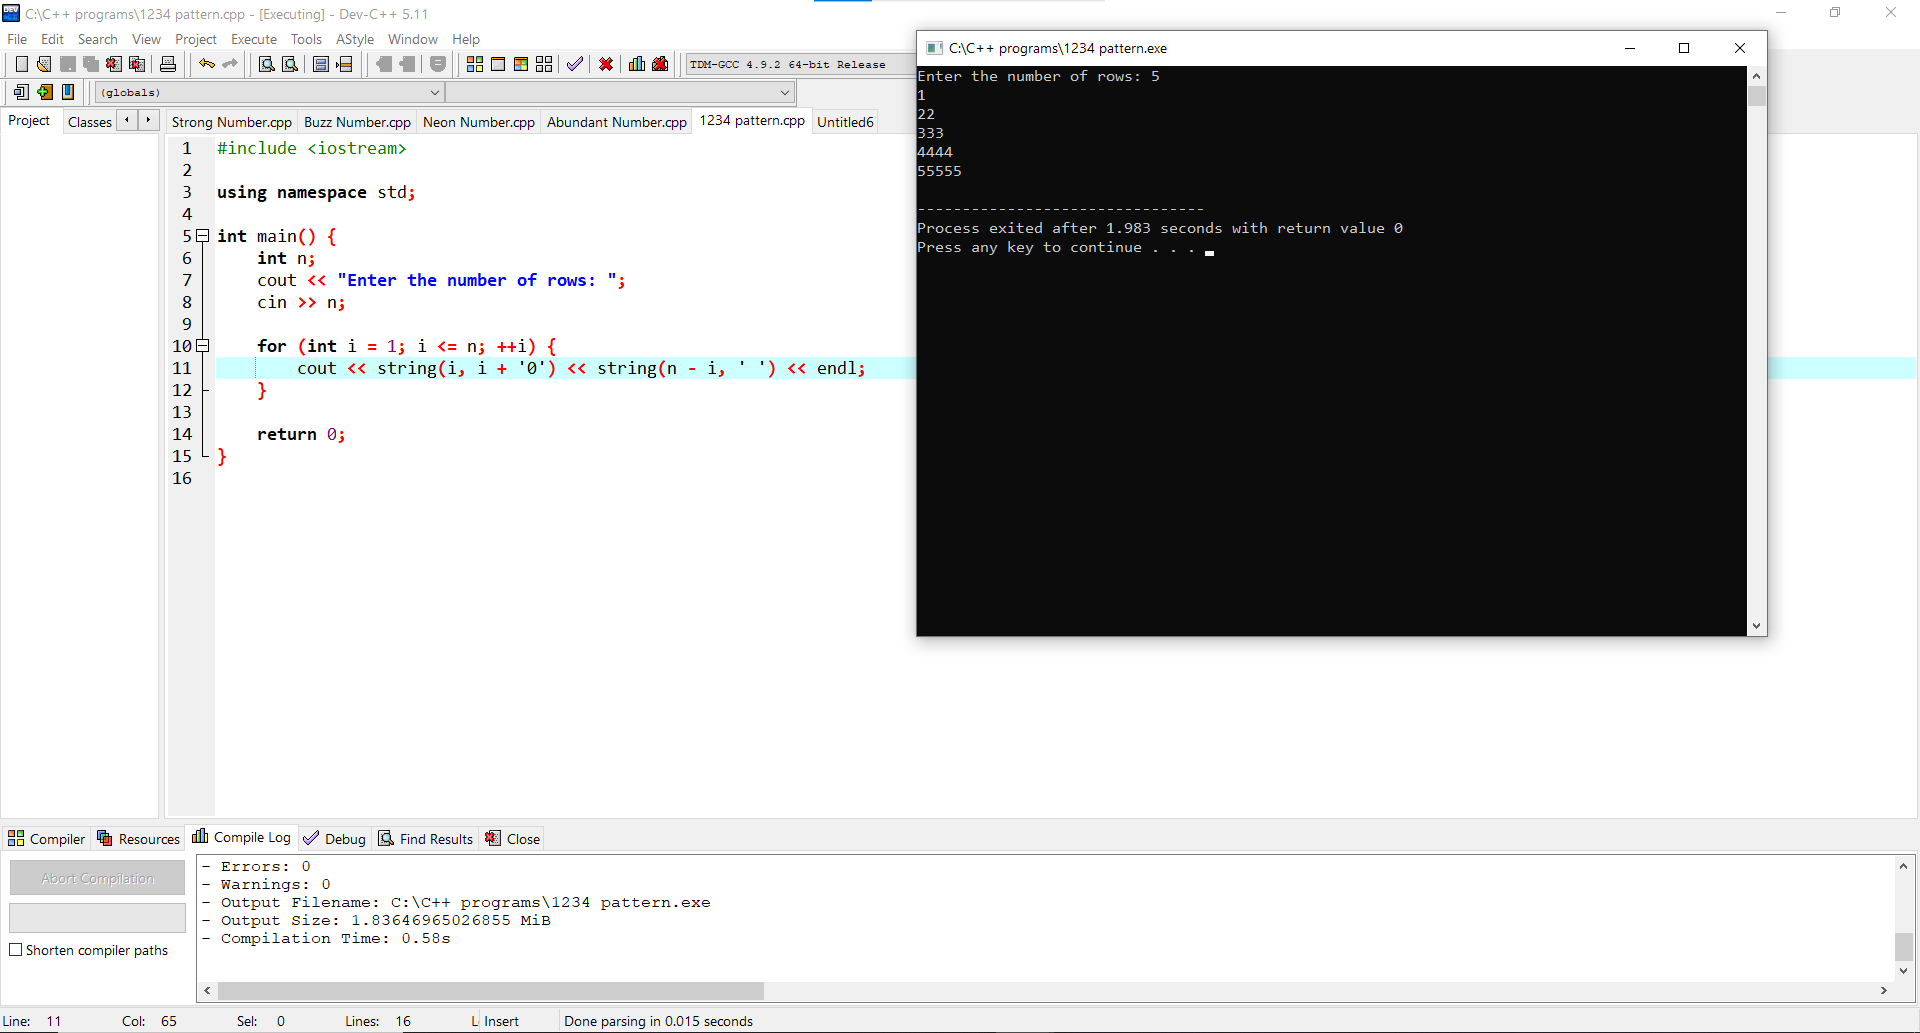 C:\C++ programs\1234 pattern.cpp - [Executing] - Dev-C++ 5.11
File Edit Search View Project Execute Tools AStyle Window Help
TDM-GCC 4.9.2 64-bit Release
(globals)
Project Classes
Strong Number.cpp Buzz Number.cpp Neon Number.cpp Abundant Number.cpp 1234 pattern.cpp Untitled6
1 #include <iostream>
2
3 using namespace std;
4
5 int main() {
6     int n;
7     cout << "Enter the number of rows: ";
8     cin >> n;
9
10     for (int i = 1; i <= n; ++i) {
11         cout << string(i, i + '0') << string(n - i, ' ') << endl;
12     }
13
14     return 0;
15 }
16
C:\C++ programs\1234 pattern.exe
Enter the number of rows: 5
1
22
333
4444
55555
--------------------------------
Process exited after 1.983 seconds with return value 0
Press any key to continue . . .
Compiler Resources Compile Log Debug Find Results Close
Abort Compilation
Shorten compiler paths
- Errors: 0
- Warnings: 0
- Output Filename: C:\C++ programs\1234 pattern.exe
- Output Size: 1.83646965026855 MiB
- Compilation Time: 0.58s
Line: 11 Col: 65 Sel: 0 Lines: 16 Insert Done parsing in 0.015 seconds